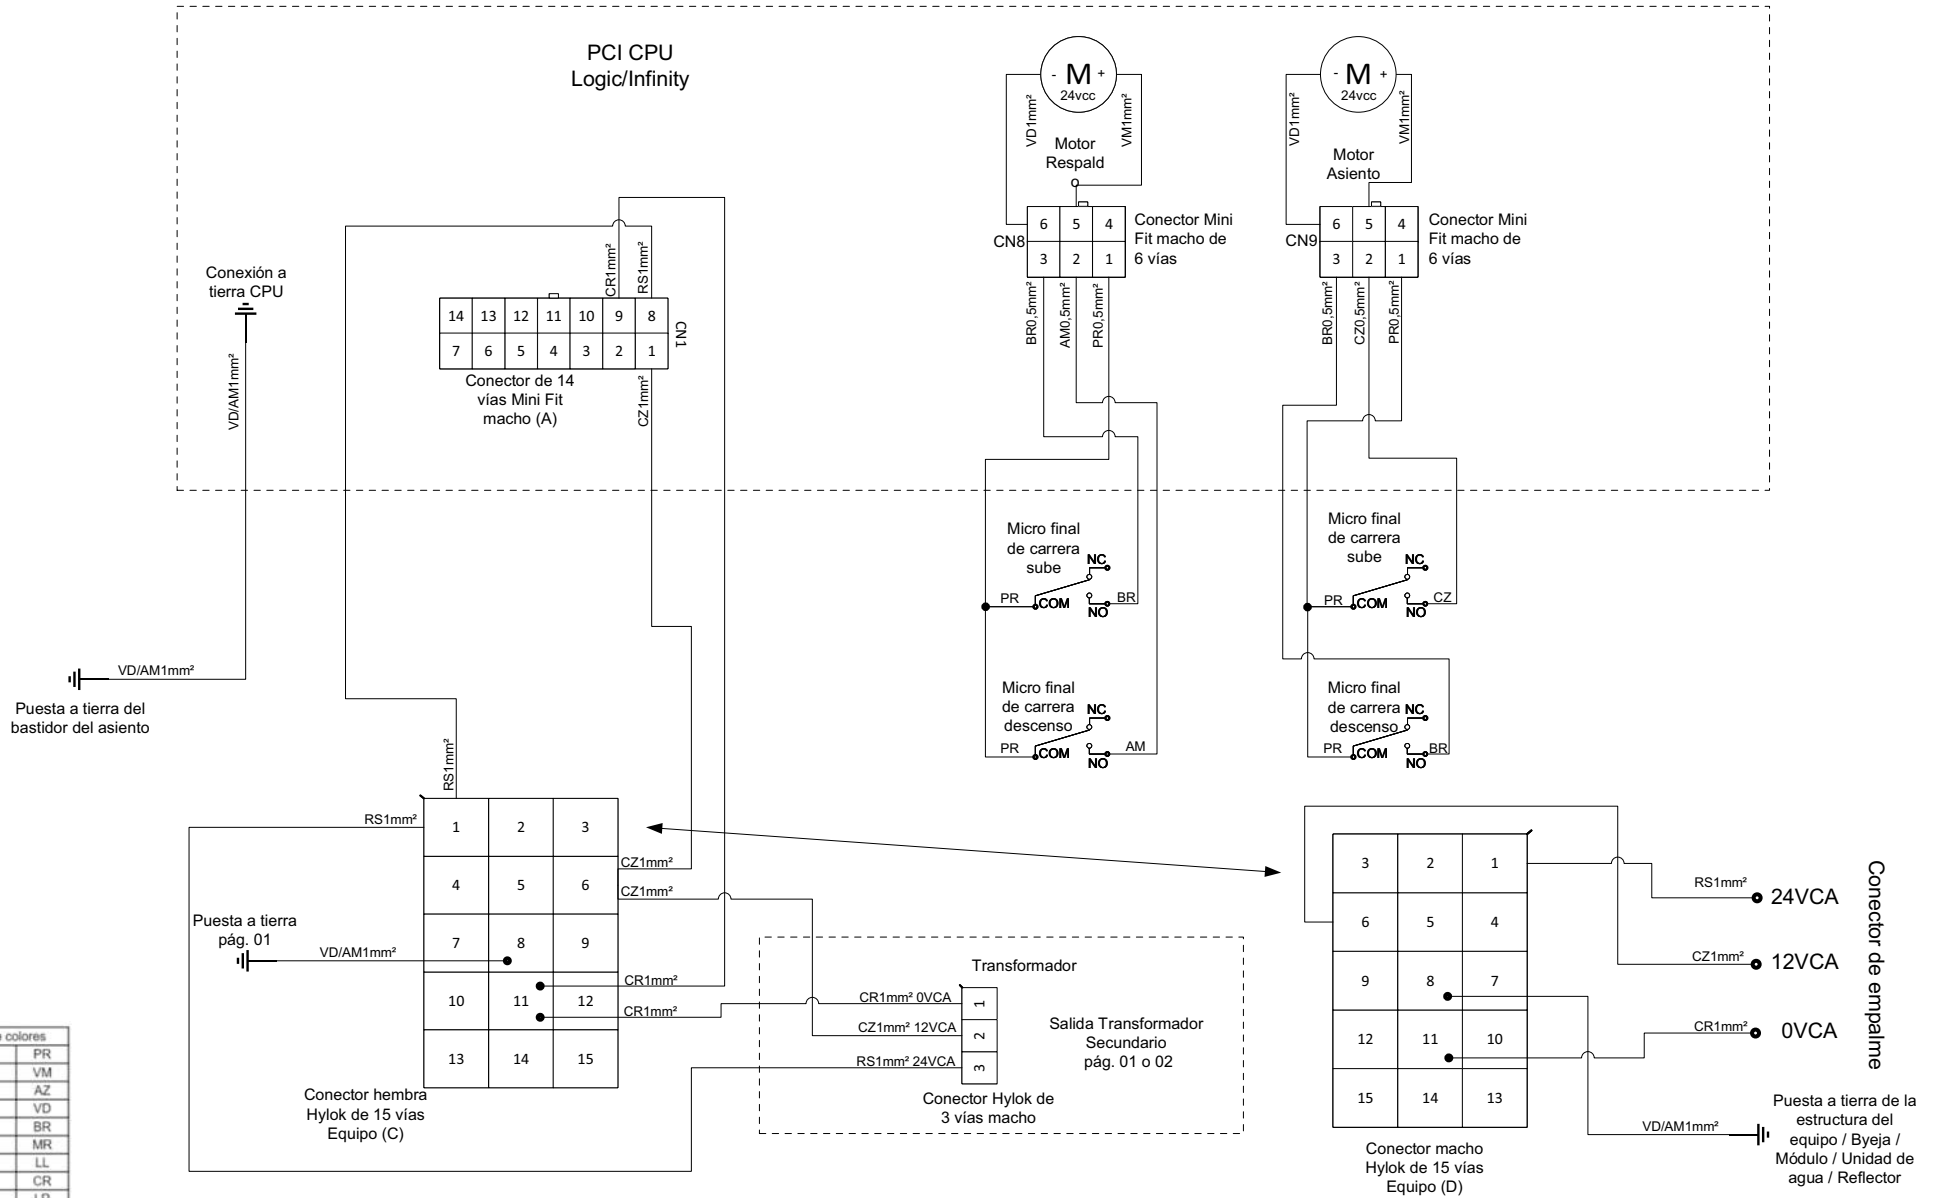 PCI CPU
Logic/Infinity
- M +
24vcc
VD1mm²
VM1mm²
Motor
Respald
o
6 5 4
3 2 1
CN8
Conector Mini
Fit macho de
6 vías
BR0,5mm²
AM0,5mm²
PR0,5mm²
- M +
24vcc
VD1mm²
VM1mm²
Motor
Asiento
6 5 4
3 2 1
CN9
Conector Mini
Fit macho de
6 vías
BR0,5mm²
CZ0,5mm²
PR0,5mm²
Conexión a
tierra CPU
VD/AM1mm²
CR1mm²
RS1mm²
14 13 12 11 10 9 8
7 6 5 4 3 2 1
CN1
Conector de 14
vías Mini Fit
macho (A)
CZ1mm²
Micro final
de carrera
sube
NC
PR
COM
NO
BR
Micro final
de carrera
descenso
NC
PR
COM
NO
AM
Micro final
de carrera
sube
NC
PR
COM
NO
CZ
Micro final
de carrera
descenso
NC
PR
COM
NO
BR
VD/AM1mm²
Puesta a tierra del
bastidor del asiento
RS1mm²
RS1mm²
1 2 3
4 5 6
7 8 9
10 11 12
13 14 15
CZ1mm²
CZ1mm²
Puesta a tierra
pág. 01
VD/AM1mm²
CR1mm²
CR1mm²
Conector hembra
Hylok de 15 vías
Equipo (C)
Transformador
CR1mm² 0VCA
CZ1mm² 12VCA
RS1mm² 24VCA
1
2
3
Salida Transformador
Secundario
pág. 01 o 02
Conector Hylok de
3 vías macho
3 2 1
6 5 4
9 8 7
12 11 10
15 14 13
Conector macho
Hylok de 15 vías
Equipo (D)
RS1mm²
24VCA
CZ1mm²
12VCA
CR1mm²
0VCA
Conector de empalme
VD/AM1mm²
Puesta a tierra de la
estructura del
equipo / Byeja /
Módulo / Unidad de
agua / Reflector
colores
PR
VM
AZ
VD
BR
MR
LL
CR